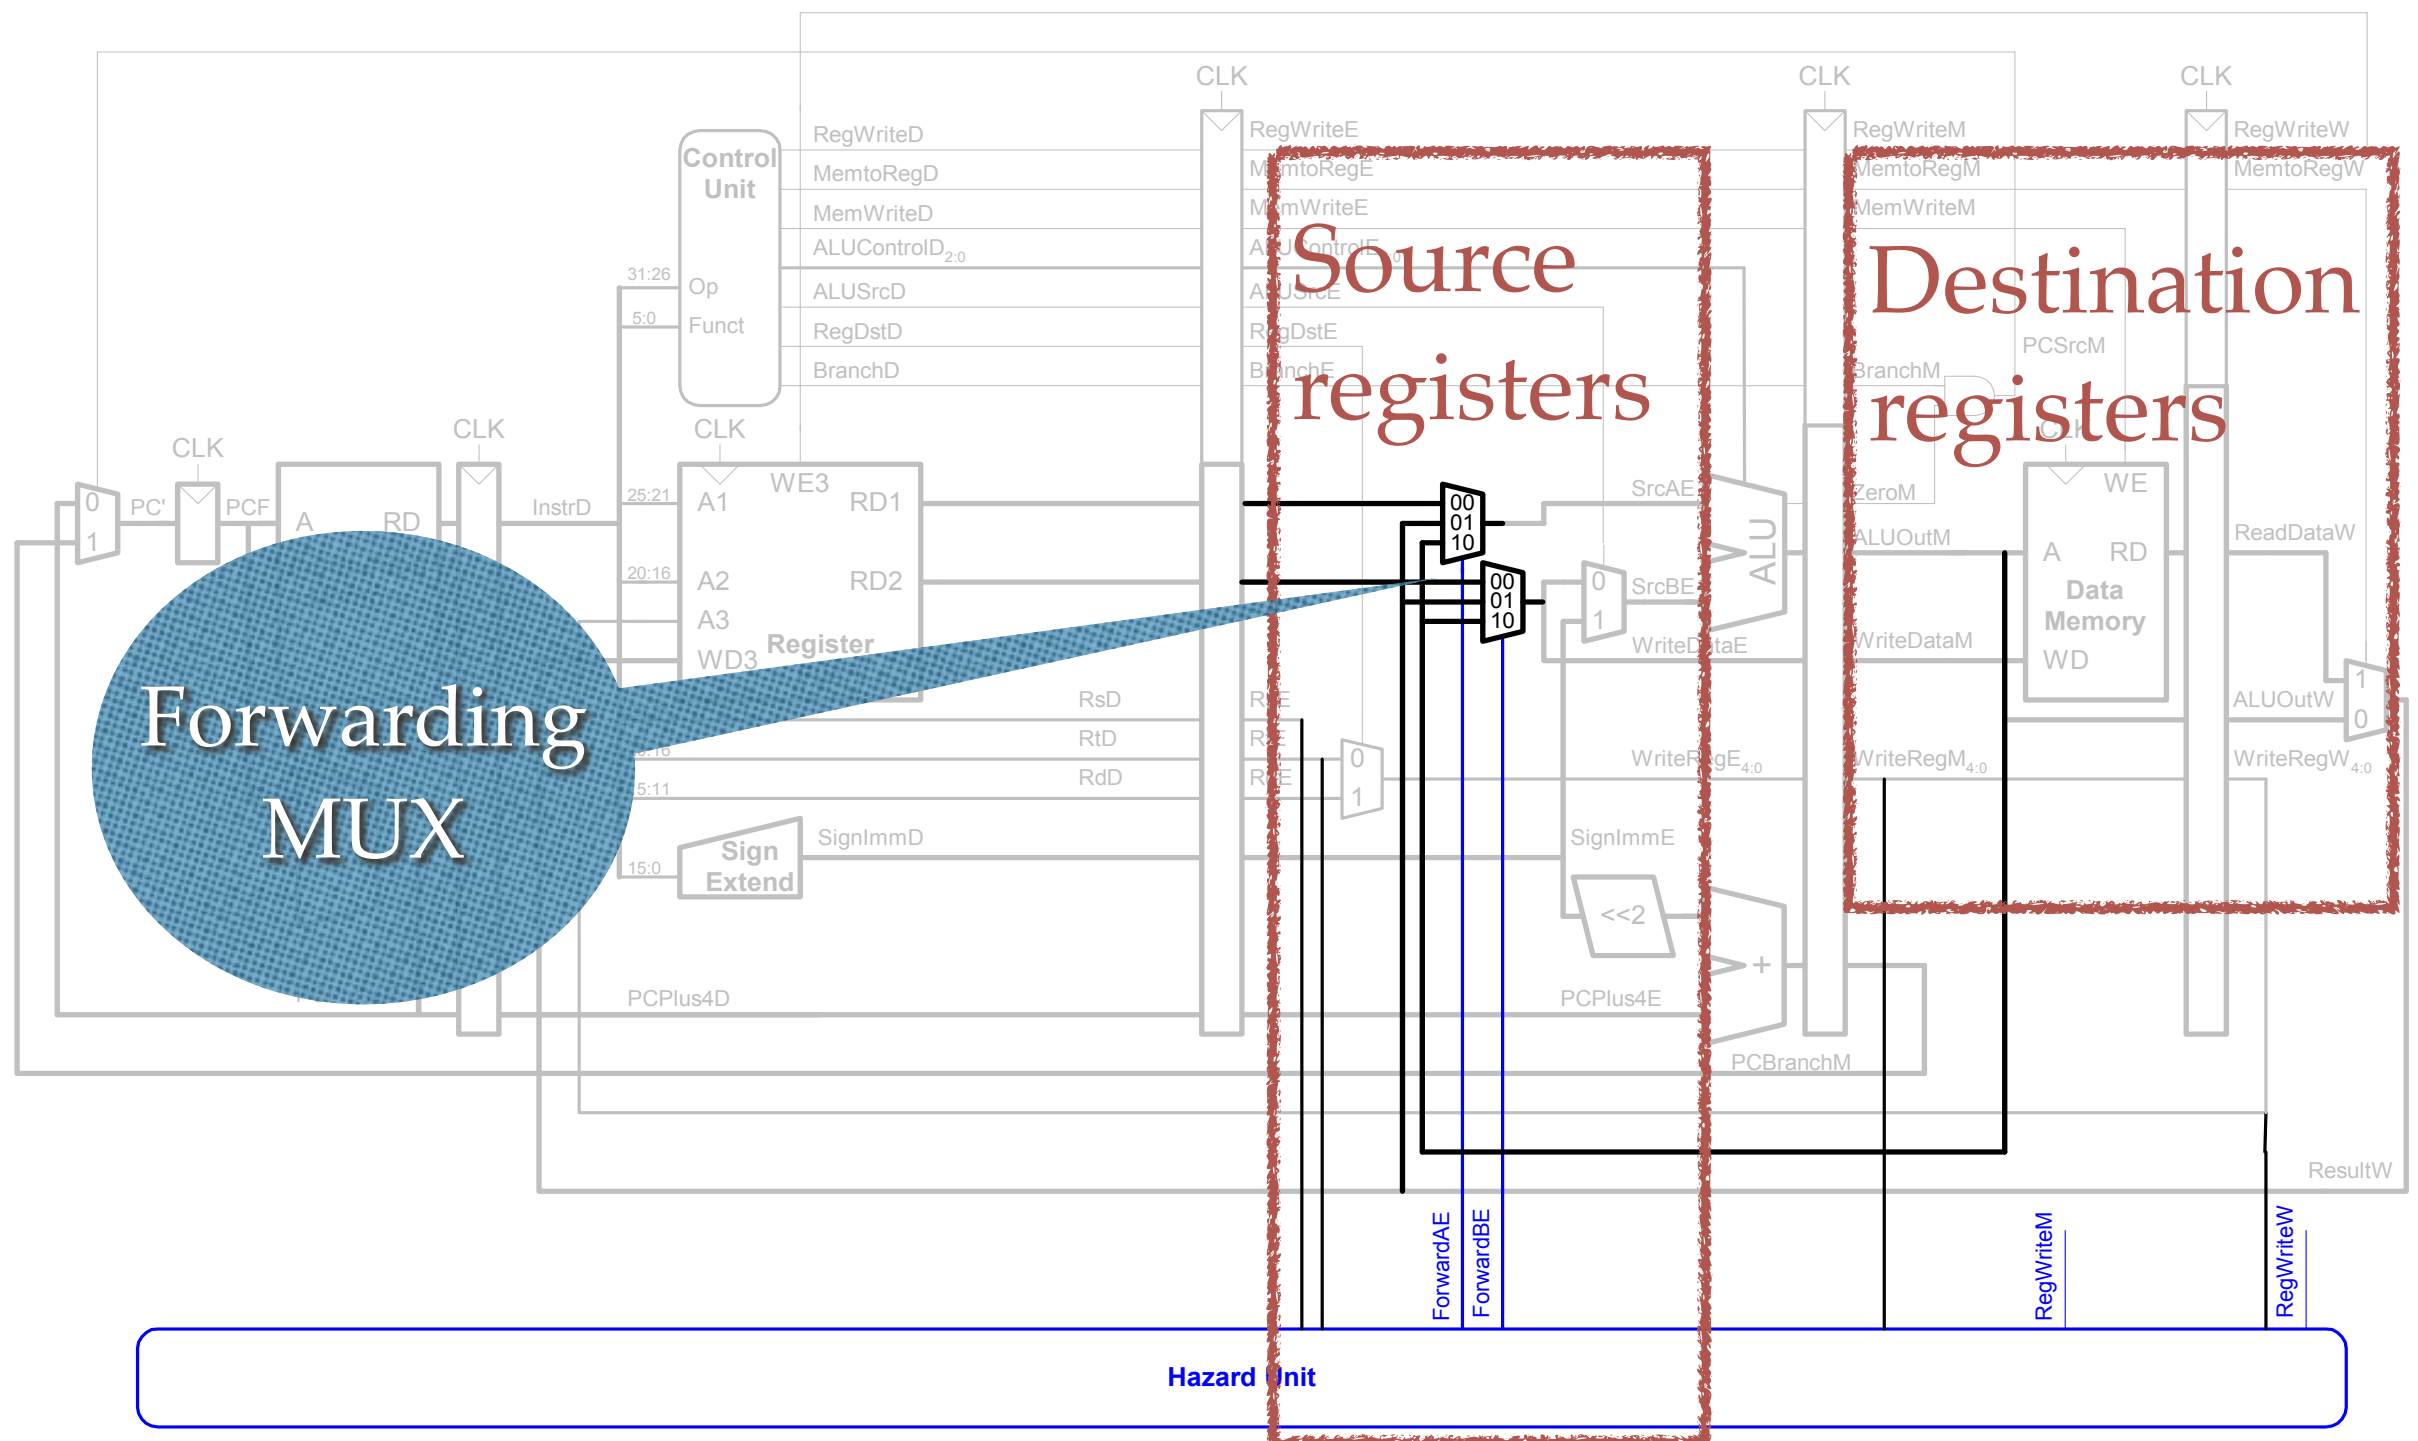 CLK
CLK
CLK
RegWriteD
RegWriteE
RegWriteM
RegWriteW
Control
Unit
MemtoRegD
MemtoRegE
MemtoRegM
MemtoRegW
MemWriteD
MemWriteE
MemWriteM
ALUControlD2:0
Source
registers
Destination
registers
31:26
Op
ALUSrcD
ALUSrcE
5:0
Funct
RegDstD
RegDstE
PCSrcM
BranchD
BranchE
BranchM
CLK
CLK
CLK
CLK
0
1
PC'
PCF
A
RD
InstrD
25:21
A1
WE3
RD1
00
01
10
SrcAE
ZeroM
WE
20:16
A2
RD2
00
01
10
0
1
SrcBE
ALU
ALUOutM
A
RD
Data
Memory
WD
ReadDataW
A3
WD3
Register
WriteDataE
WriteDataM
Forwarding
MUX
RsD
RtD
RdD
0
1
WriteRegE4:0
WriteRegM4:0
1
0
ALUOutW
WriteRegW4:0
Sign
Extend
15:0
SignImmD
SignImmE
<<2
+
PCPlus4D
PCPlus4E
PCBranchM
ResultW
ForwardAE
ForwardBE
RegWriteM
RegWriteW
Hazard Unit